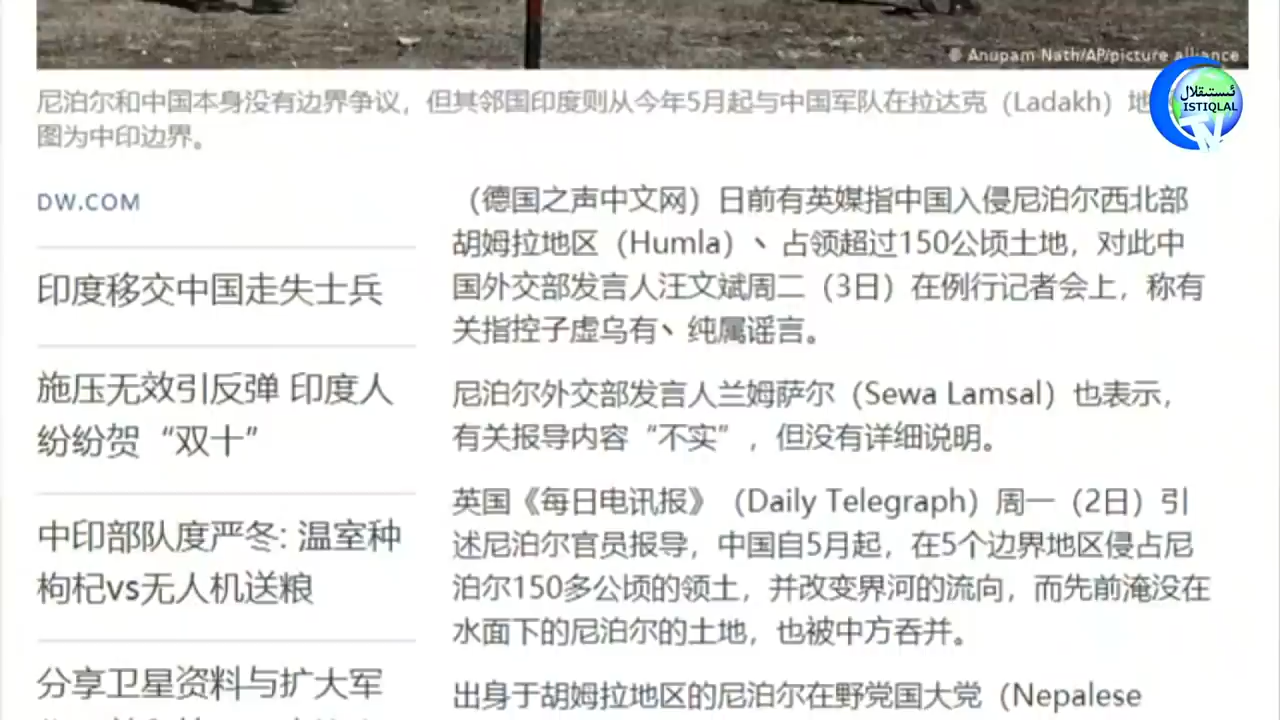 © Anupam Nath/AP/picture alliance
ئىستىقلال
ISTIQLAL
TV
尼泊尔和中国本身没有边界争议，但其邻国印度则从今年5月起与中国军队在拉达克（Ladakh）地
图为中印边界。
DW.COM
印度移交中国走失士兵
施压无效引反弹 印度人
纷纷贺“双十”
中印部队度严冬: 温室种
枸杞vs无人机送粮
分享卫星资料与扩大军
（德国之声中文网）日前有英媒指中国入侵尼泊尔西北部
胡姆拉地区（Humla）、占领超过150公顷土地，对此中
国外交部发言人汪文斌周二（3日）在例行记者会上，称有
关指控子虚乌有、纯属谣言。
尼泊尔外交部发言人兰姆萨尔（Sewa Lamsal）也表示，
有关报导内容“不实”，但没有详细说明。
英国《每日电讯报》（Daily Telegraph）周一（2日）引
述尼泊尔官员报导，中国自5月起，在5个边界地区侵占尼
泊尔150多公顷的领土，并改变界河的流向，而先前淹没在
水面下的尼泊尔的土地，也被中方吞并。
出身于胡姆拉地区的尼泊尔在野党国大党（Nepalese